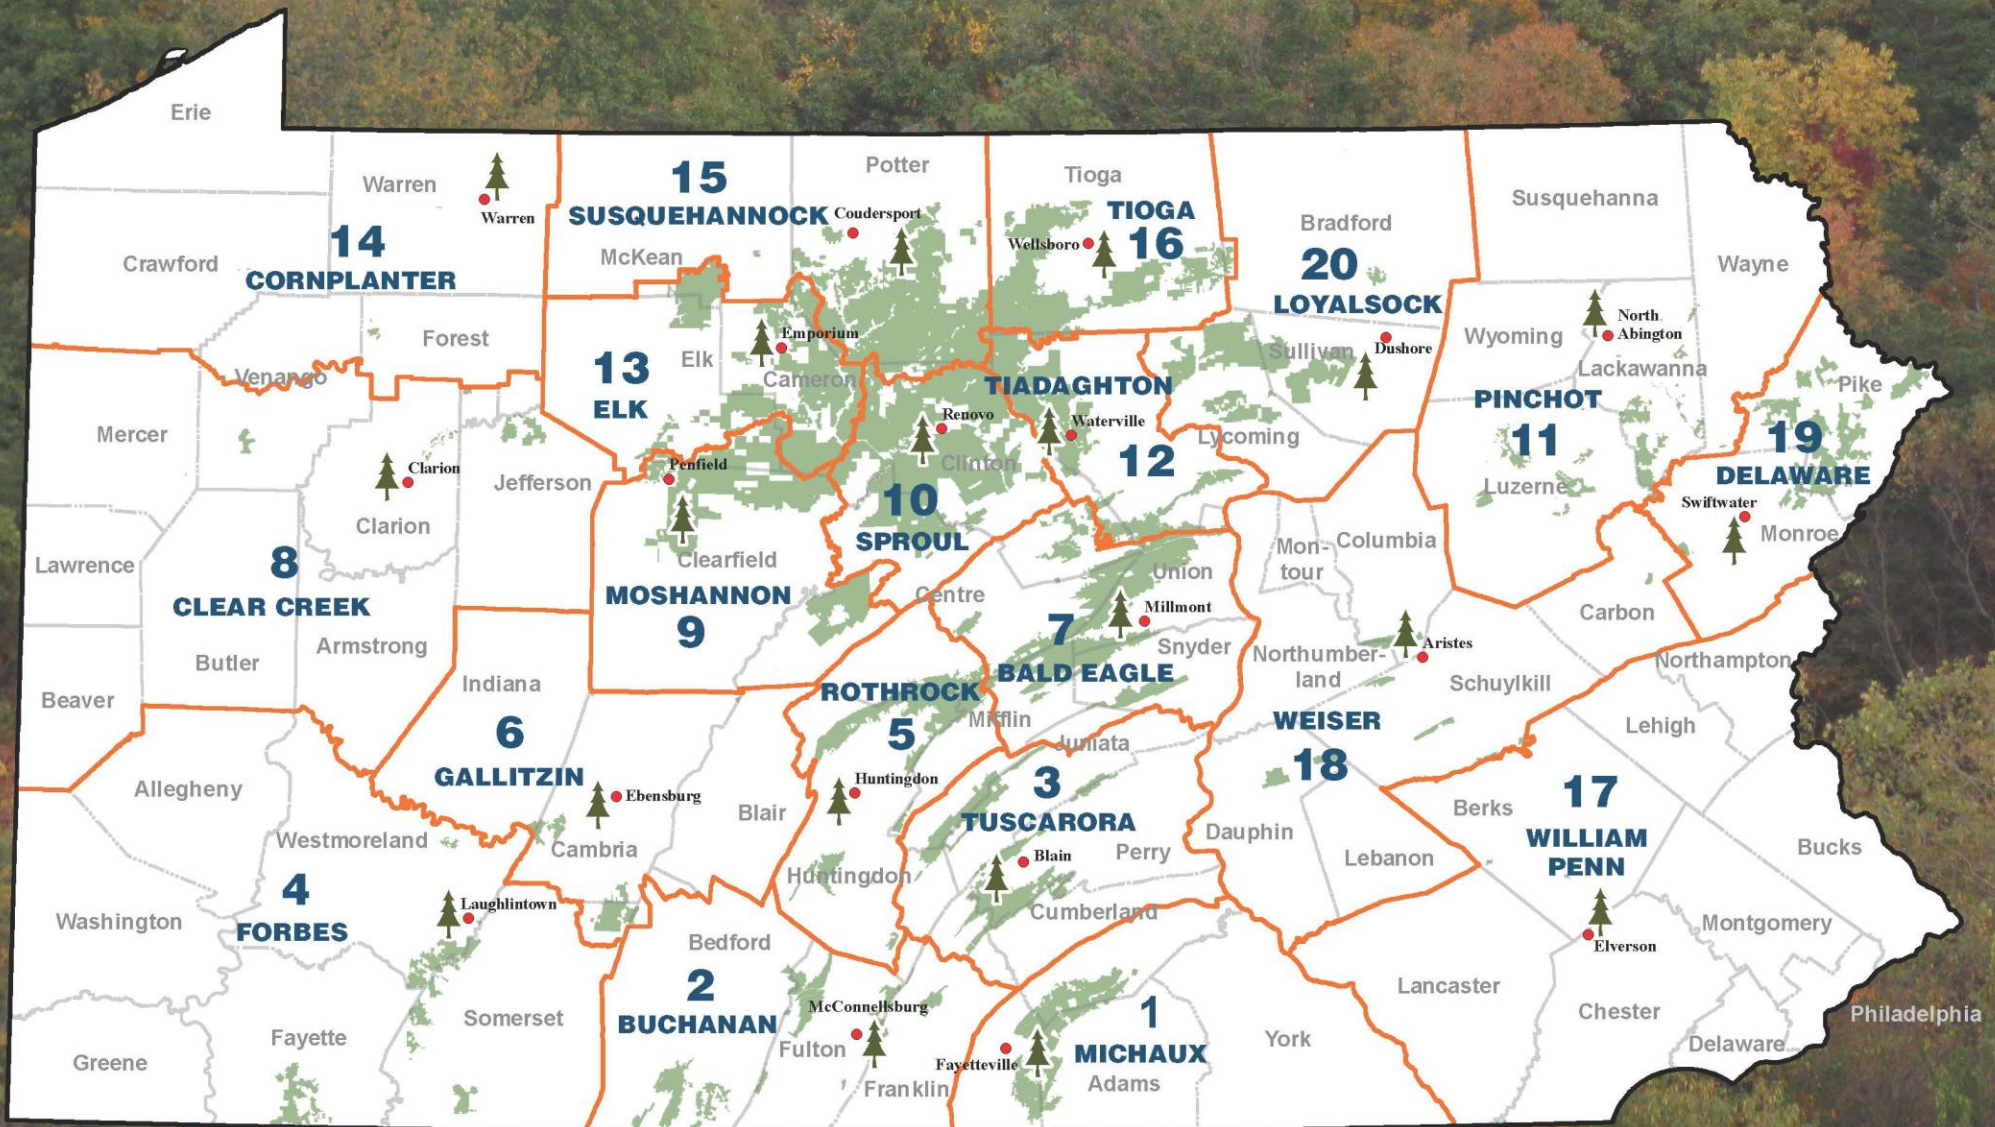 Erie
Warren
Warren
14
CORNPLANTER
Crawford
Forest
Venango
15
SUSQUEHANNOCK
McKean
Potter
Coudersport
Tioga
TIOGA
16
Wellsboro
Bradford
20
LOYALSOCK
Sullivan
Dushore
Susquehanna
Wayne
Wyoming
North
Abington
Lackawanna
PINCHOT
11
Luzerne
Pike
19
DELAWARE
Swiftwater
Monroe
13
ELK
Elk
Emporium
Cameron
TIADAGHTON
Waterville
12
Lycoming
Renovo
Clinton
10
SPROUL
Mercer
Clarion
Clarion
Jefferson
Penfield
Clearfield
MOSHANNON
9
Lawrence
8
CLEAR CREEK
Armstrong
Butler
Beaver
Centre
Union
Millmont
7
Snyder
BALD EAGLE
Mifflin
Mon-
tour
Columbia
Aristes
Northumber-
land
Schuylkill
Carbon
Northampton
Lehigh
WEISER
18
Dauphin
Lebanon
Indiana
6
GALLITZIN
Ebensburg
Cambria
Blair
ROTHROCK
5
Huntingdon
Huntingdon
Juniata
3
TUSCARORA
Blain
Perry
Cumberland
Allegheny
Westmoreland
4
FORBES
Laughlintown
Washington
Greene
Fayette
Somerset
Bedford
2
BUCHANAN
McConnellsburg
Fulton
Franklin
Fayetteville
1
MICHAUX
Adams
York
Berks
17
WILLIAM
PENN
Elverson
Lancaster
Chester
Bucks
Montgomery
Delaware
Philadelphia